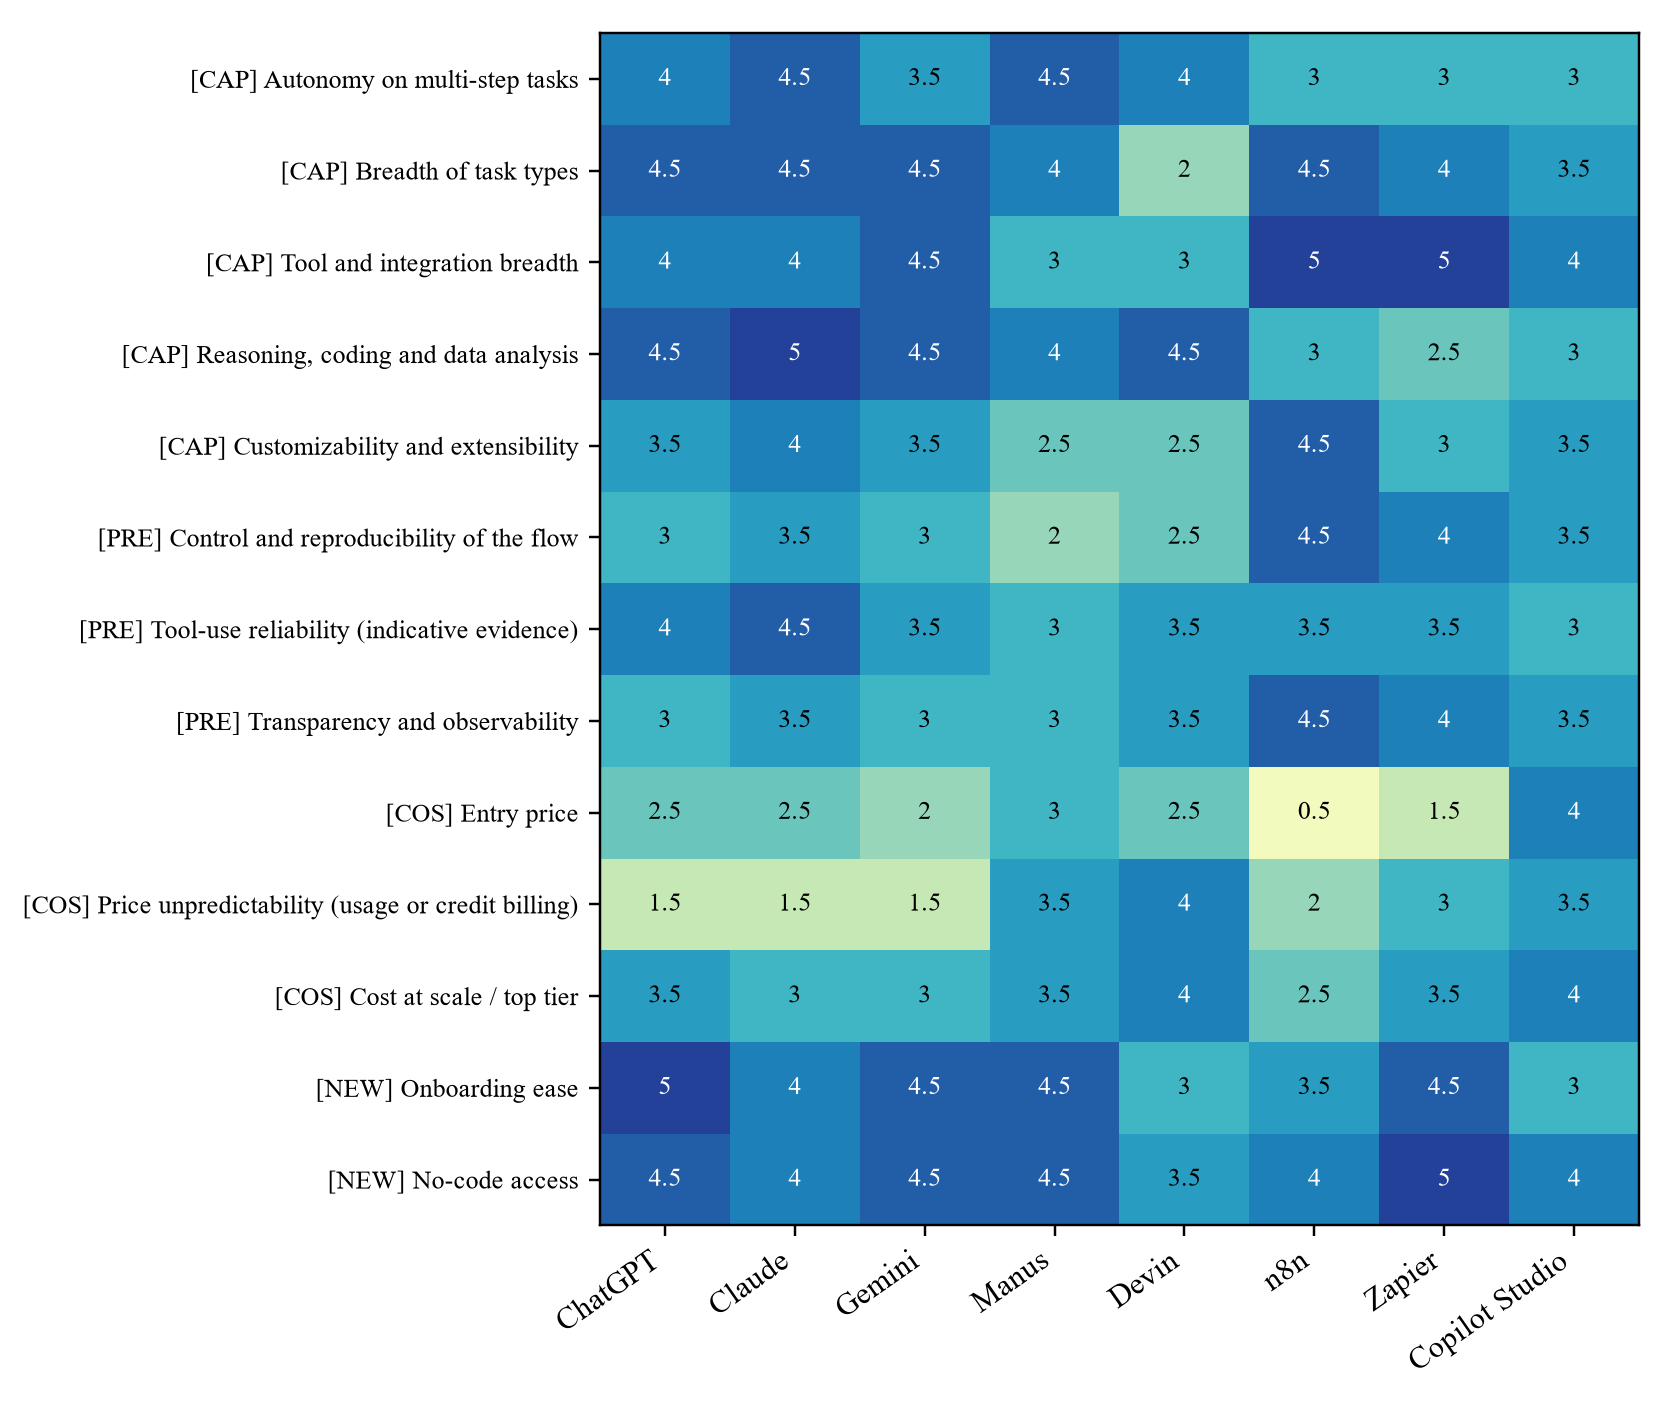 [CAP] Autonomy on multi-step tasks 4 4.5 3.5 4.5 4 3 3 3
[CAP] Breadth of task types 4.5 4.5 4.5 4 2 4.5 4 3.5
[CAP] Tool and integration breadth 4 4 4.5 3 3 5 5 4
[CAP] Reasoning, coding and data analysis 4.5 5 4.5 4 4.5 3 2.5 3
[CAP] Customizability and extensibility 3.5 4 3.5 2.5 2.5 4.5 3 3.5
[PRE] Control and reproducibility of the flow 3 3.5 3 2 2.5 4.5 4 3.5
[PRE] Tool-use reliability (indicative evidence) 4 4.5 3.5 3 3.5 3.5 3.5 3
[PRE] Transparency and observability 3 3.5 3 3 3.5 4.5 4 3.5
[COS] Entry price 2.5 2.5 2 3 2.5 0.5 1.5 4
[COS] Price unpredictability (usage or credit billing) 1.5 1.5 1.5 3.5 4 2 3 3.5
[COS] Cost at scale / top tier 3.5 3 3 3.5 4 2.5 3.5 4
[NEW] Onboarding ease 5 4 4.5 4.5 3 3.5 4.5 3
[NEW] No-code access 4.5 4 4.5 4.5 3.5 4 5 4
ChatGPT Claude Gemini Manus Devin n8n Zapier Copilot Studio